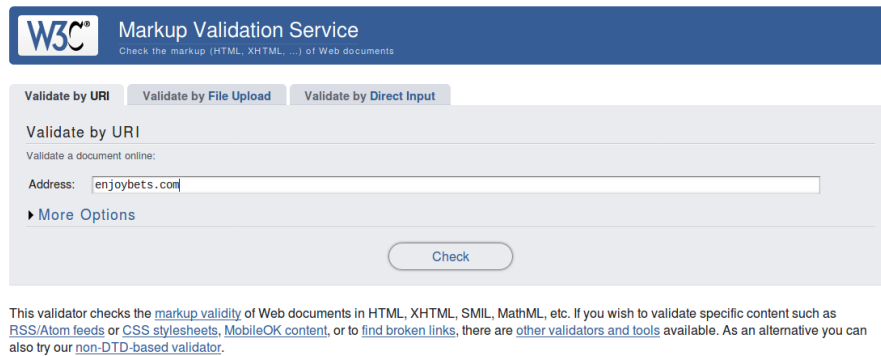 W3C® Markup Validation Service
Check the markup (HTML, XHTML, ...) of Web documents
Validate by URI Validate by File Upload Validate by Direct Input
Validate by URI
Validate a document online:
Address: enjoybets.com
More Options
Check
This validator checks the markup validity of Web documents in HTML, XHTML, SMIL, MathML, etc. If you wish to validate specific content such as
RSS/Atom feeds or CSS stylesheets, MobileOK content, or to find broken links, there are other validators and tools available. As an alternative you can
also try our non-DTD-based validator.